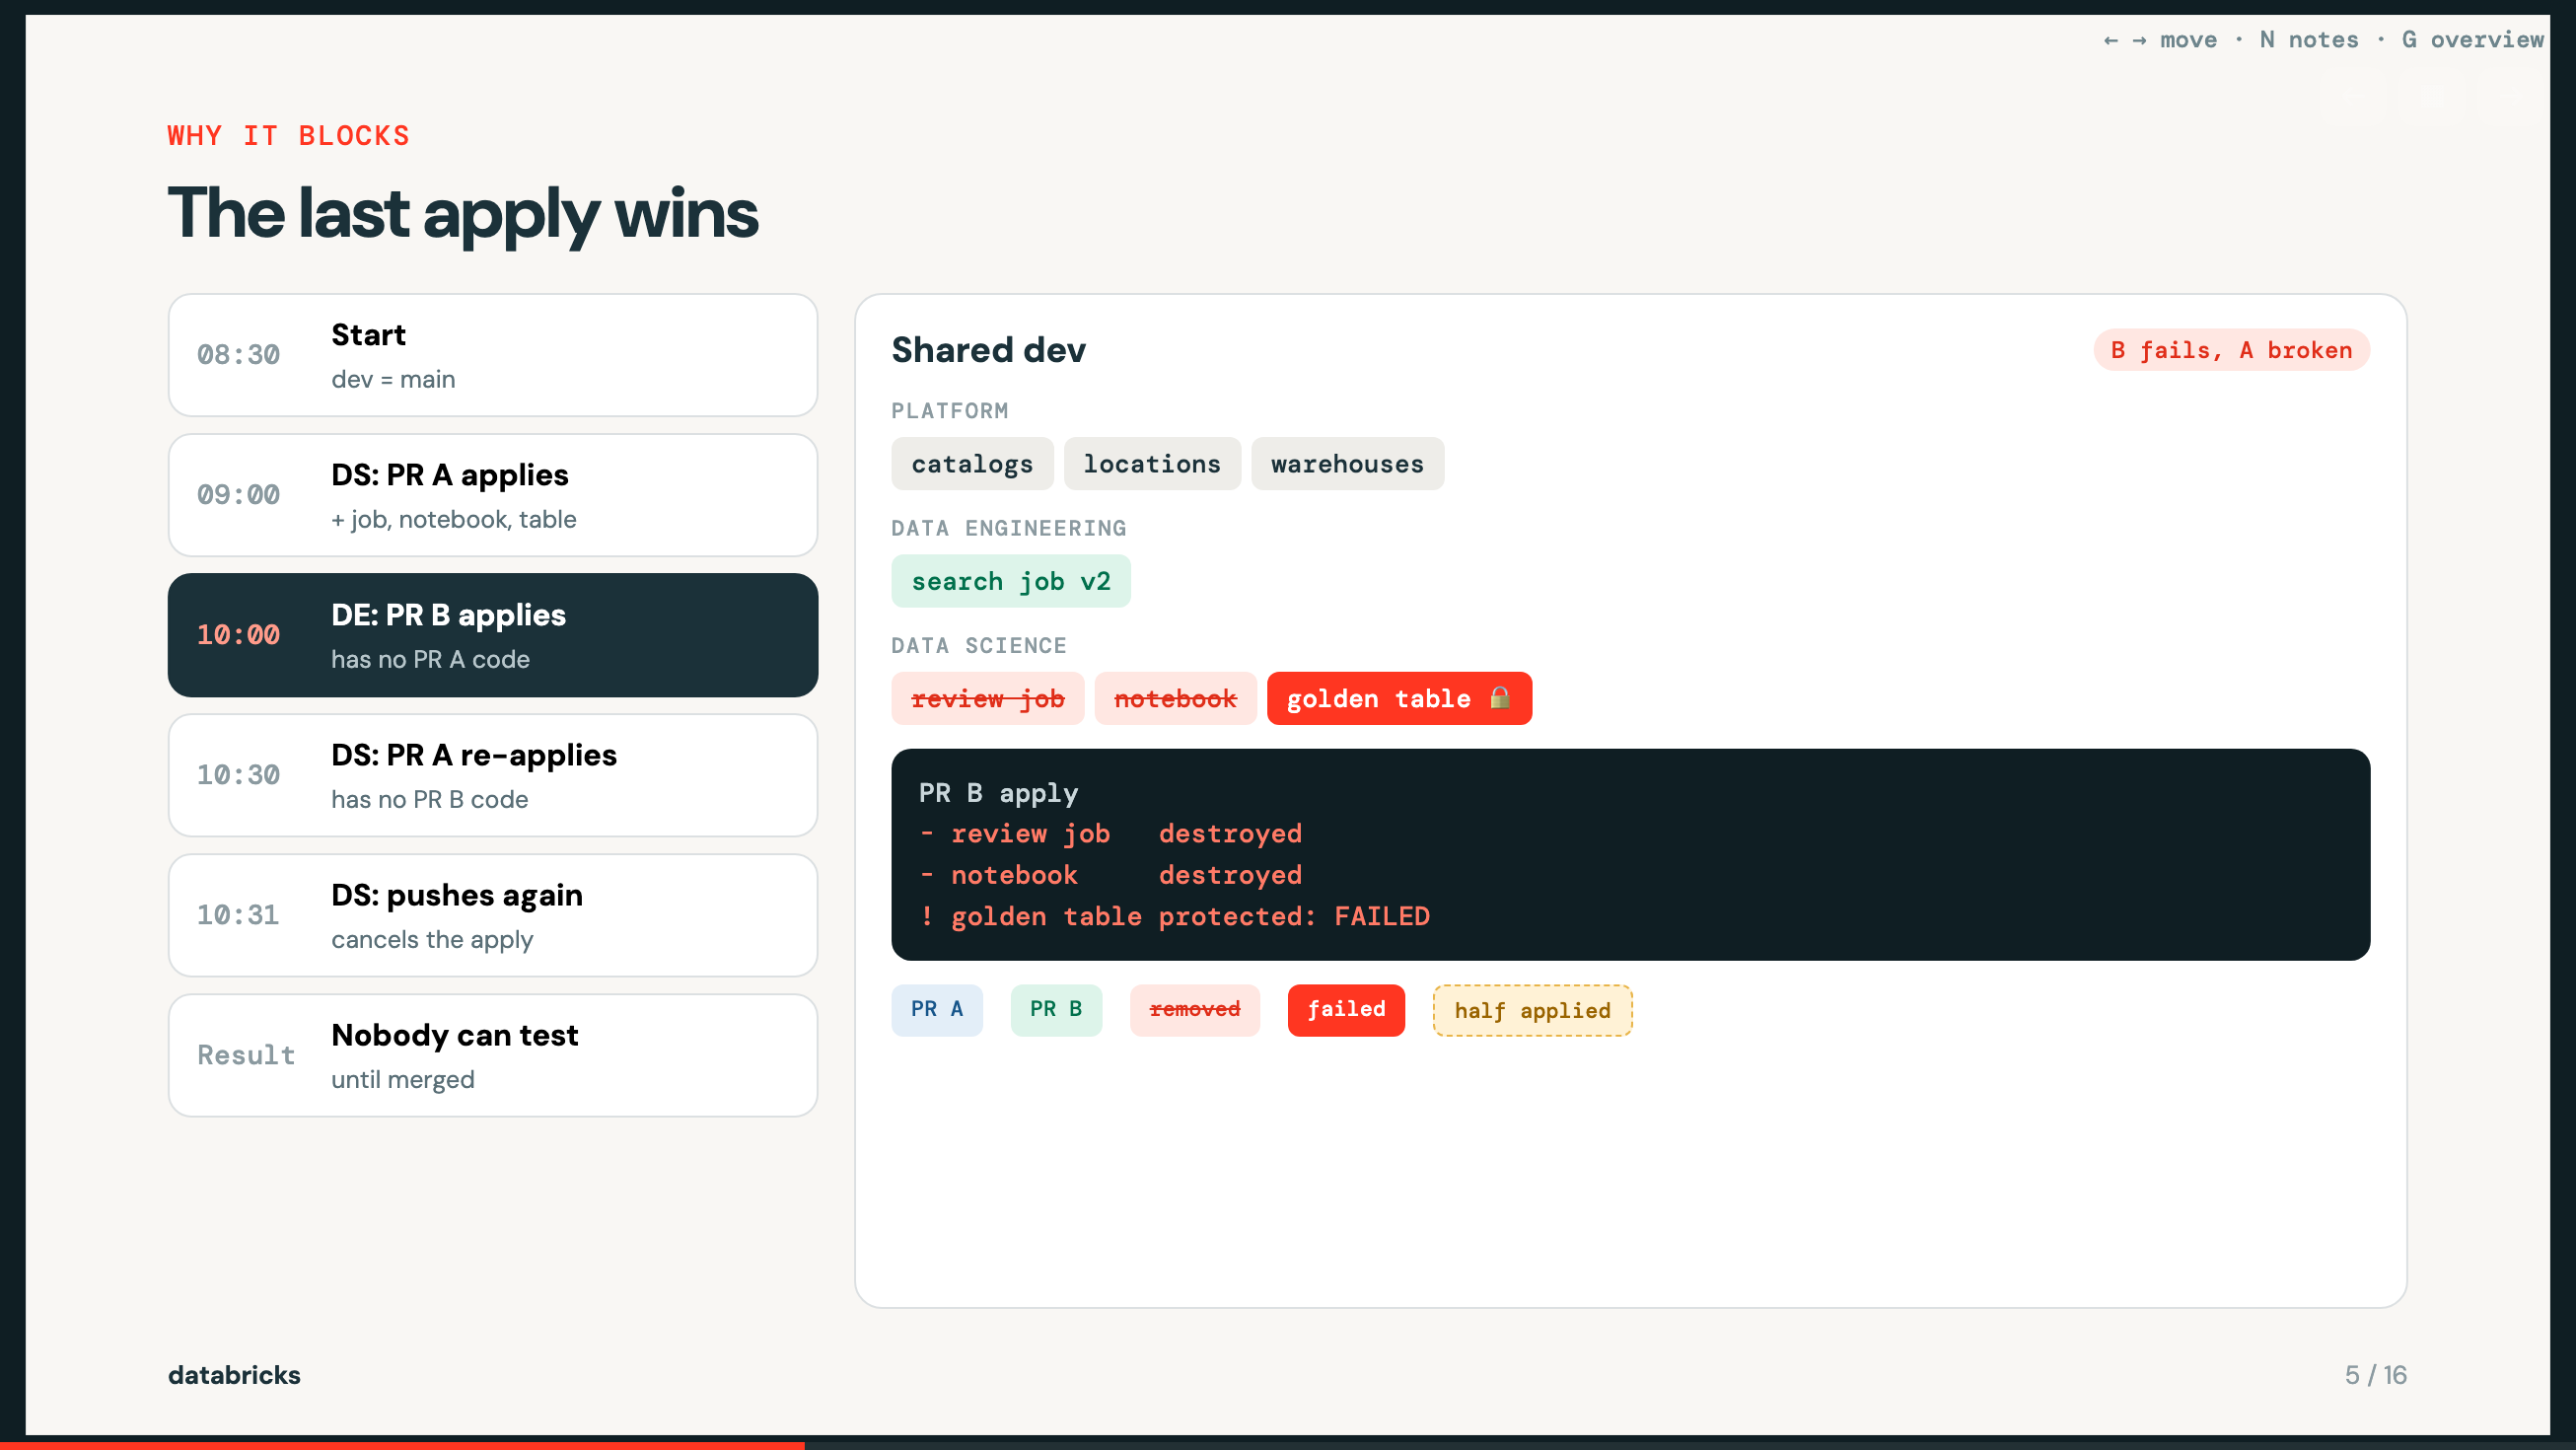 ← → move · N notes · G overview
WHY IT BLOCKS
The last apply wins
08:30
Start
dev = main
09:00
DS: PR A applies
+ job, notebook, table
10:00
DE: PR B applies
has no PR A code
10:30
DS: PR A re-applies
has no PR B code
10:31
DS: pushes again
cancels the apply
Result
Nobody can test
until merged
Shared dev
B fails, A broken
PLATFORM
catalogs locations warehouses
DATA ENGINEERING
search job v2
DATA SCIENCE
review job notebook golden table 🔒
PR B apply
- review job destroyed
- notebook destroyed
! golden table protected: FAILED
PR A PR B removed failed half applied
databricks
5 / 16